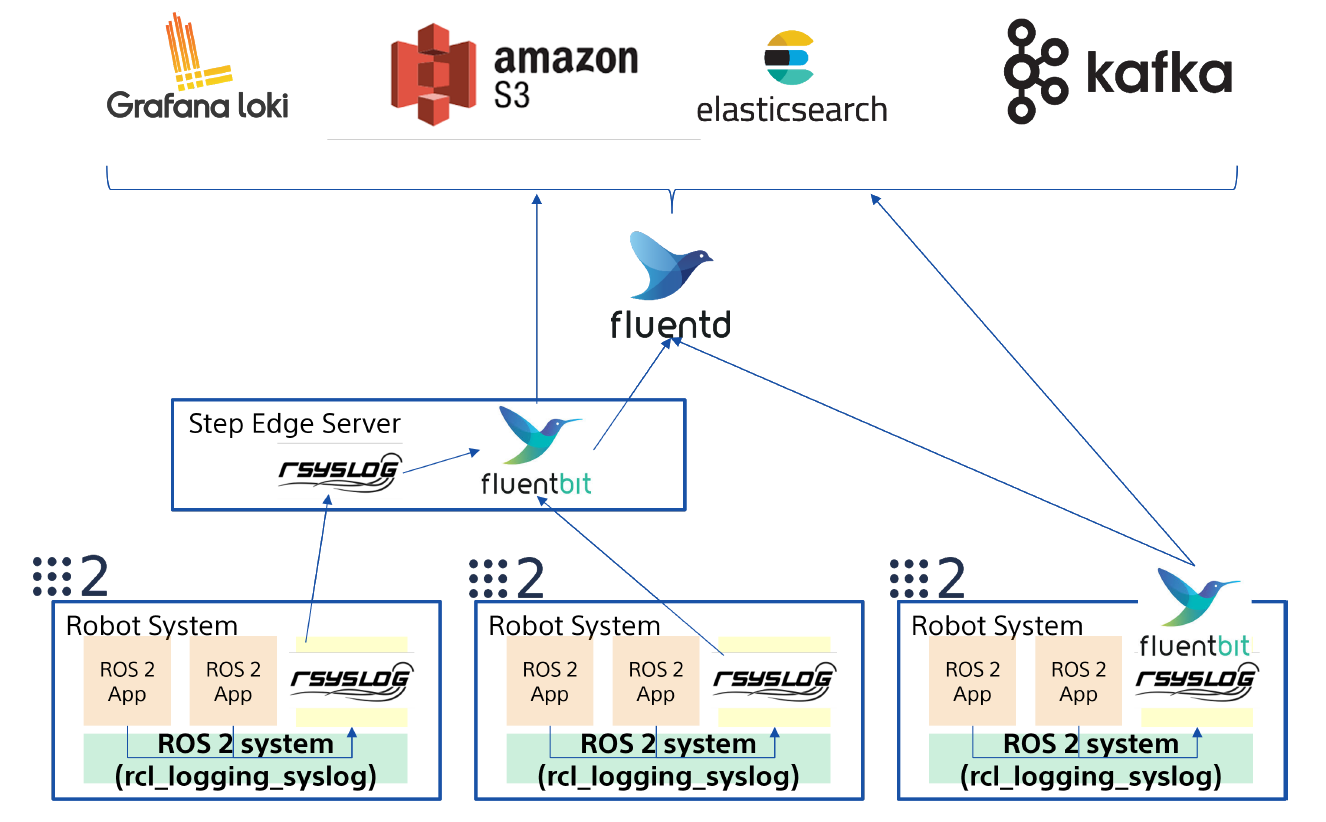 Grafana loki
amazon
S3
elasticsearch
kafka
fluentd
Step Edge Server
RSYSLOG
fluentbit
2
2
2
Robot System
ROS 2
App
ROS 2
App
RSYSLOG
ROS 2 system
(rcl_logging_syslog)
Robot System
ROS 2
App
ROS 2
App
RSYSLOG
ROS 2 system
(rcl_logging_syslog)
Robot System
fluentbit
ROS 2
App
ROS 2
App
RSYSLOG
ROS 2 system
(rcl_logging_syslog)